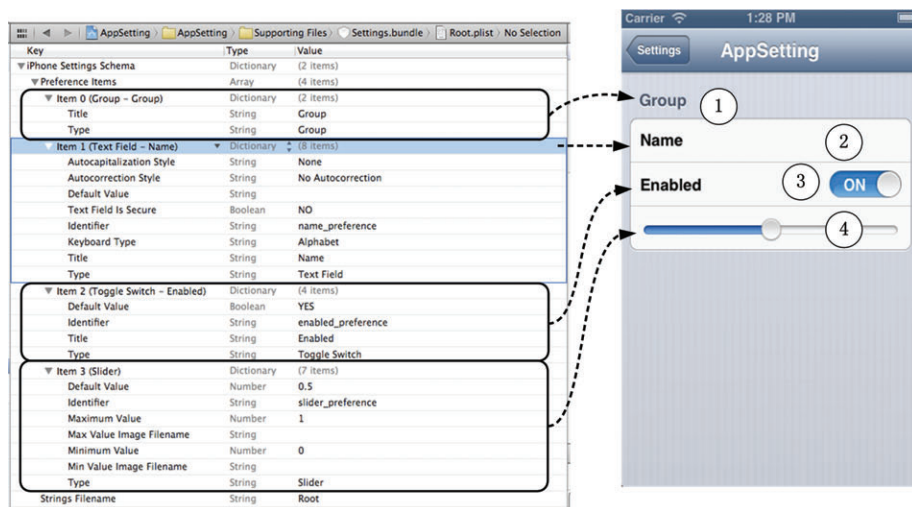 AppSetting AppSetting Supporting Files Settings.bundle Root.plist No Selection
Key Type Value
iPhone Settings Schema Dictionary (2 items)
Preference Items Array (4 items)
Item 0 (Group – Group) Dictionary (2 items)
Title String Group
Type String Group
Item 1 (Text Field – Name) Dictionary (8 items)
Autocapitalization Style String None
Autocorrection Style String No Autocorrection
Default Value String
Text Field Is Secure Boolean NO
Identifier String name_preference
Keyboard Type String Alphabet
Title String Name
Type String Text Field
Item 2 (Toggle Switch – Enabled) Dictionary (4 items)
Default Value Boolean YES
Identifier String enabled_preference
Title String Enabled
Type String Toggle Switch
Item 3 (Slider) Dictionary (7 items)
Default Value Number 0.5
Identifier String slider_preference
Maximum Value Number 1
Max Value Image Filename String
Minimum Value Number 0
Min Value Image Filename String
Type String Slider
Strings Filename String Root
Carrier 1:28 PM
Settings AppSetting
Group 1
Name 2
Enabled 3 ON
4